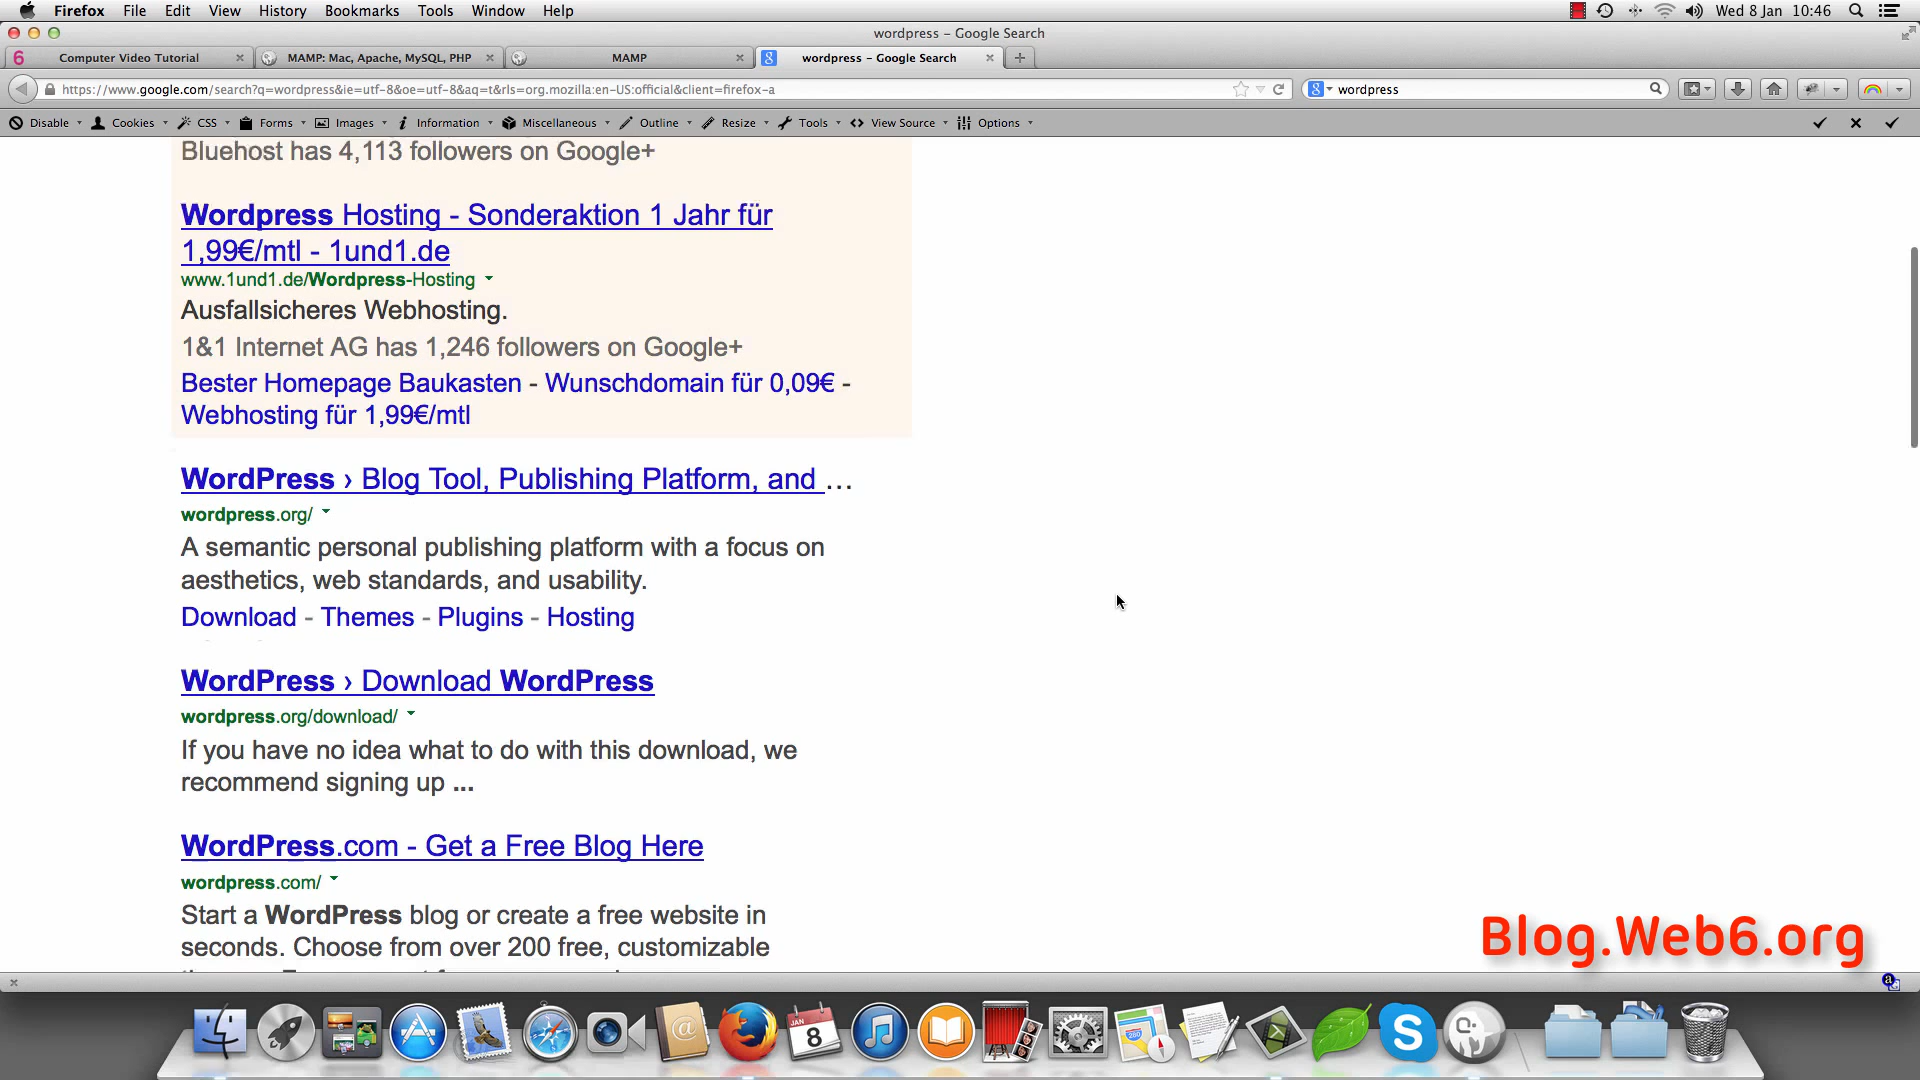 Firefox File Edit View History Bookmarks Tools Window Help Wed 8 Jan 10:46
wordpress – Google Search
6 Computer Video Tutorial MAMP: Mac, Apache, MySQL, PHP MAMP 8 wordpress – Google Search
https://www.google.com/search?q=wordpress&ie=utf-8&oe=utf-8&aq=t&rls=org.mozilla:en-US:official&client=firefox-a 8 wordpress
Disable Cookies CSS Forms Images Information Miscellaneous Outline Resize Tools View Source Options
Bluehost has 4,113 followers on Google+
Wordpress Hosting - Sonderaktion 1 Jahr für
1,99€/mtl - 1und1.de
www.1und1.de/Wordpress-Hosting
Ausfallsicheres Webhosting.
1&1 Internet AG has 1,246 followers on Google+
Bester Homepage Baukasten - Wunschdomain für 0,09€ -
Webhosting für 1,99€/mtl
WordPress › Blog Tool, Publishing Platform, and ...
wordpress.org/
A semantic personal publishing platform with a focus on
aesthetics, web standards, and usability.
Download - Themes - Plugins - Hosting
WordPress › Download WordPress
wordpress.org/download/
If you have no idea what to do with this download, we
recommend signing up ...
WordPress.com - Get a Free Blog Here
wordpress.com/
Start a WordPress blog or create a free website in
seconds. Choose from over 200 free, customizable
Blog.Web6.org
JAN
8